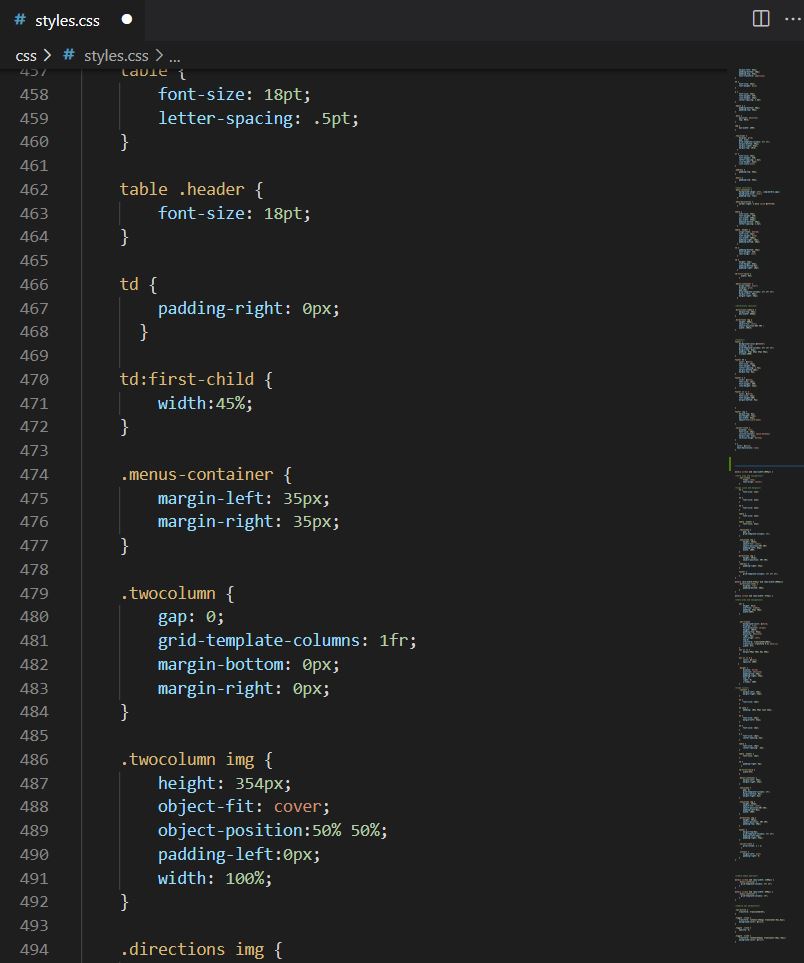 # styles.css
css > # styles.css > ...
457 table {
458 font-size: 18pt;
459 letter-spacing: .5pt;
460 }
461
462 table .header {
463 font-size: 18pt;
464 }
465
466 td {
467 padding-right: 0px;
468 }
469
470 td:first-child {
471 width:45%;
472 }
473
474 .menus-container {
475 margin-left: 35px;
476 margin-right: 35px;
477 }
478
479 .twocolumn {
480 gap: 0;
481 grid-template-columns: 1fr;
482 margin-bottom: 0px;
483 margin-right: 0px;
484 }
485
486 .twocolumn img {
487 height: 354px;
488 object-fit: cover;
489 object-position:50% 50%;
490 padding-left:0px;
491 width: 100%;
492 }
493
494 .directions img {